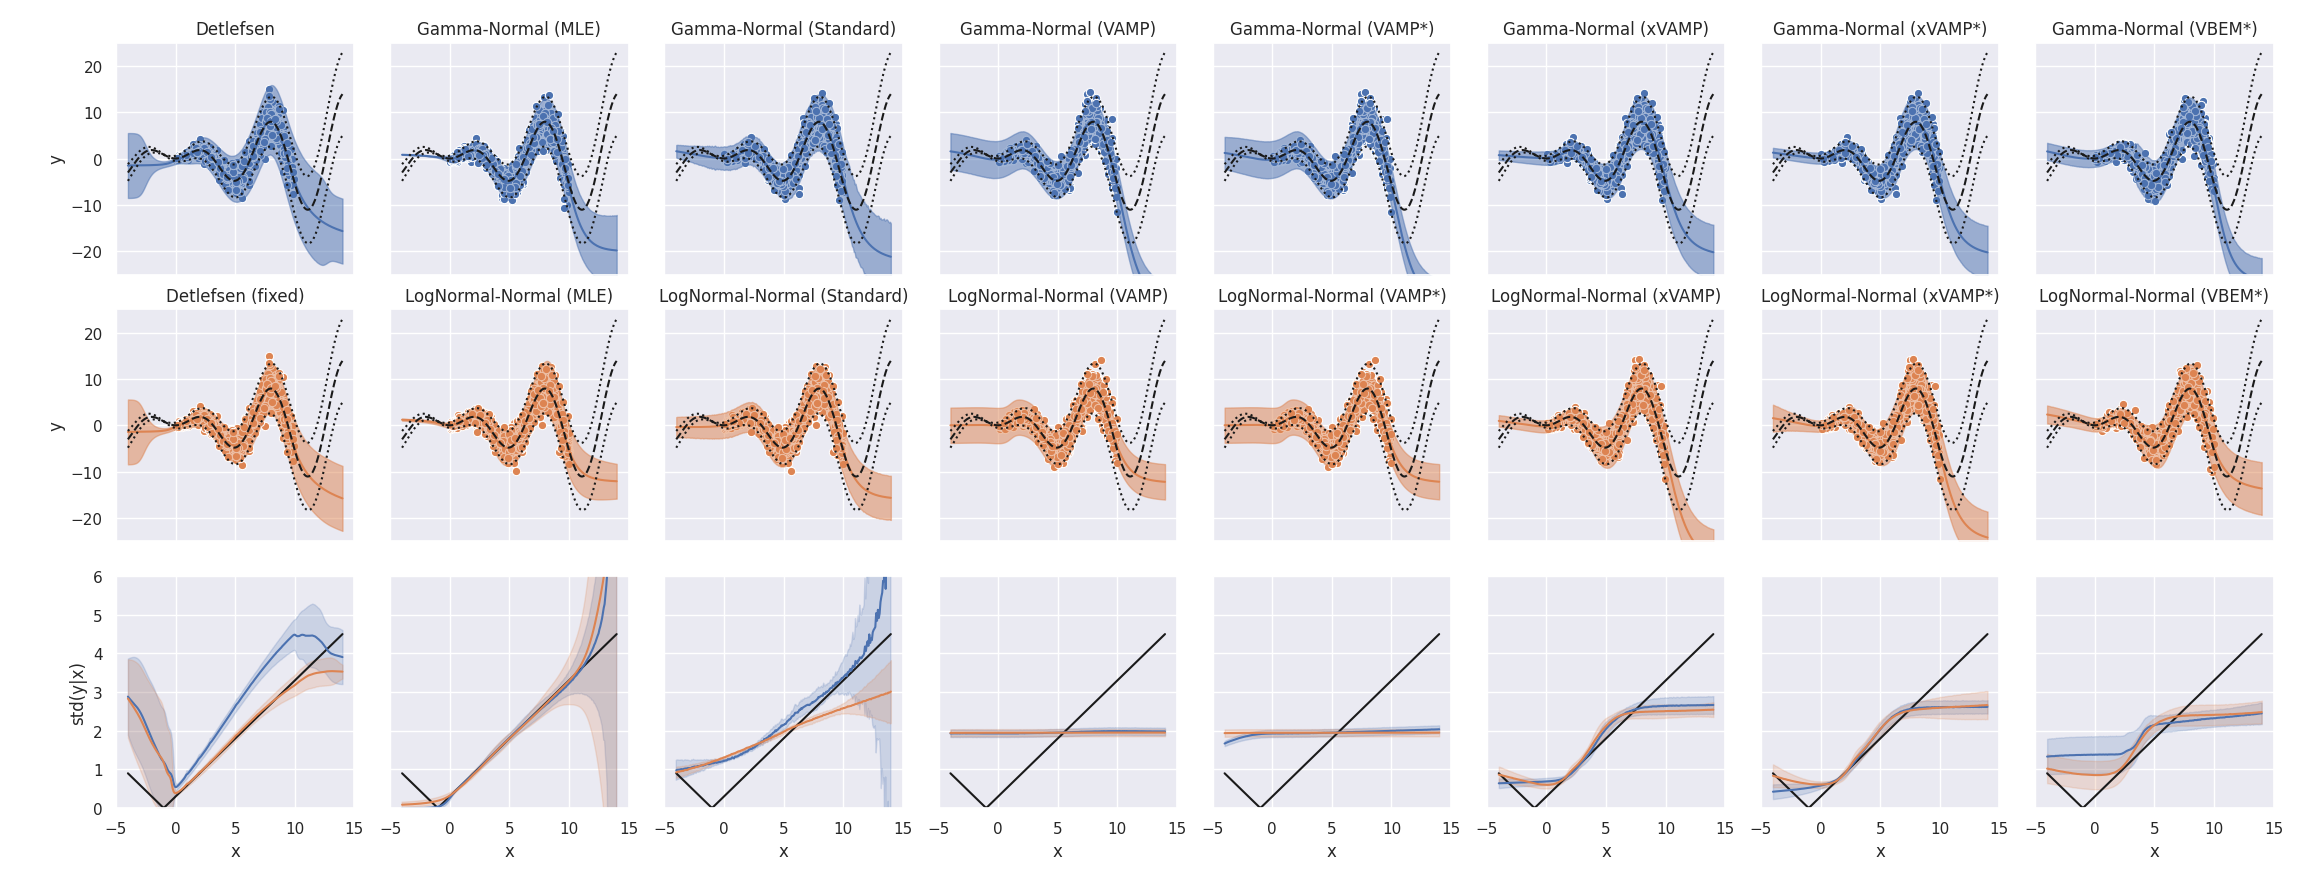 Detlefsen
Gamma-Normal (MLE)
Gamma-Normal (Standard)
Gamma-Normal (VAMP)
Gamma-Normal (VAMP*)
Gamma-Normal (xVAMP)
Gamma-Normal (xVAMP*)
Gamma-Normal (VBEM*)
20
10
0
−10
−20
y
Detlefsen (fixed)
LogNormal-Normal (MLE)
LogNormal-Normal (Standard)
LogNormal-Normal (VAMP)
LogNormal-Normal (VAMP*)
LogNormal-Normal (xVAMP)
LogNormal-Normal (xVAMP*)
LogNormal-Normal (VBEM*)
20
10
0
−10
−20
y
6
5
4
3
2
1
0
std(y|x)
−5 0 5 10 15
−5 0 5 10 15
−5 0 5 10 15
−5 0 5 10 15
−5 0 5 10 15
−5 0 5 10 15
−5 0 5 10 15
−5 0 5 10 15
x
x
x
x
x
x
x
x